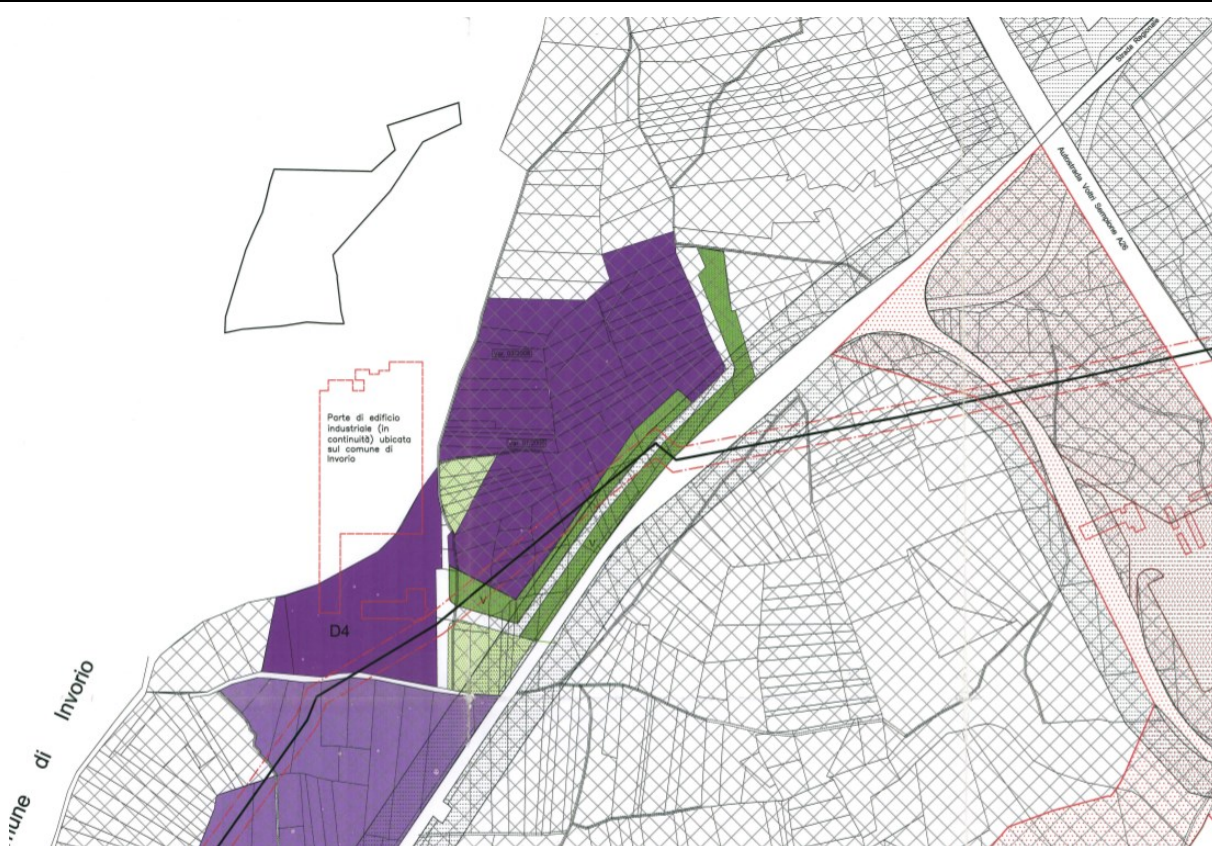 Strada Regionale
Autostrada Voltri Sempione A26
Parte di edificio
industriale (in
continuità) ubicata
sul comune di
Invorio
D4
V
V
mune di Invorio